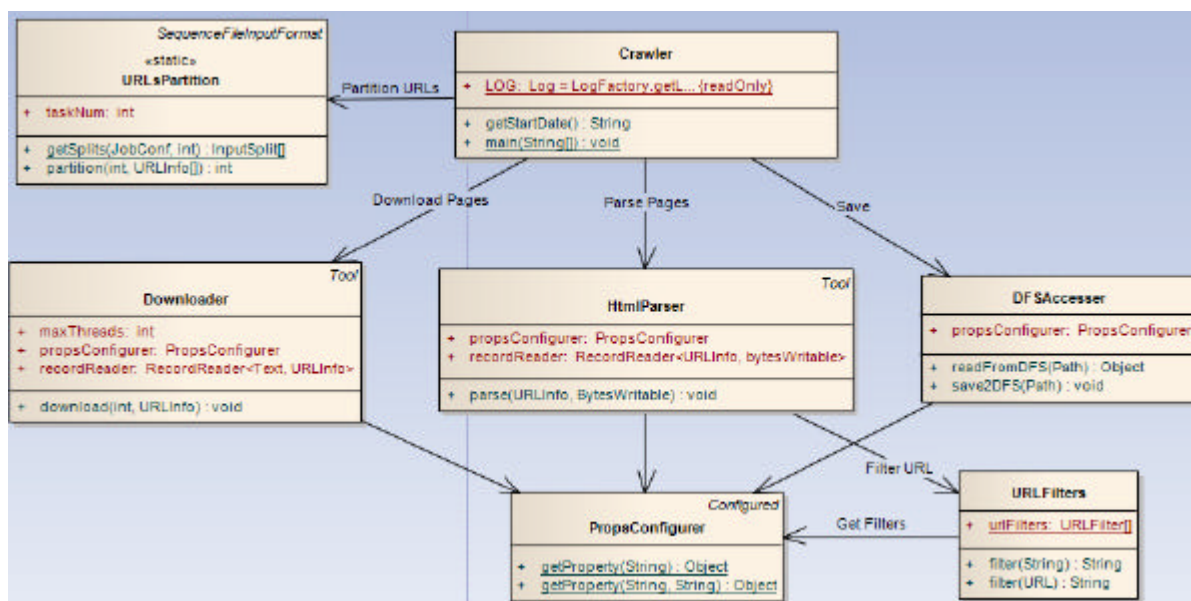 SequenceFileInputFormat
«static»
URLsPartition
+ taskNum: int
+ getSplits(JobConf, int) : InputSplit[]
+ partition(int, URLInfo[]) : int
Partition URLs
Crawler
+ LOG: Log = LogFactory.getL... {readOnly}
+ getStartDate() : String
+ main(String[]) : void
Download Pages
Parse Pages
Save
Tool
Downloader
+ maxThreads: int
+ propsConfigurer: PropsConfigurer
+ recordReader: RecordReader<Text, URLInfo>
+ download(int, URLInfo) : void
Tool
HtmlParser
+ propsConfigurer: PropsConfigurer
+ recordReader: RecordReader<URLInfo, bytesWritable>
+ parse(URLInfo, BytesWritable) : void
DFSAccesser
+ propsConfigurer: PropsConfigurer
+ readFromDFS(Path) : Object
+ save2DFS(Path) : void
Filter URL
Configured
PropsConfigurer
+ getProperty(String) : Object
+ getProperty(String, String) : Object
Get Filters
URLFilters
+ urlFilters: URLFilter[]
+ filter(String) : String
+ filter(URL) : String